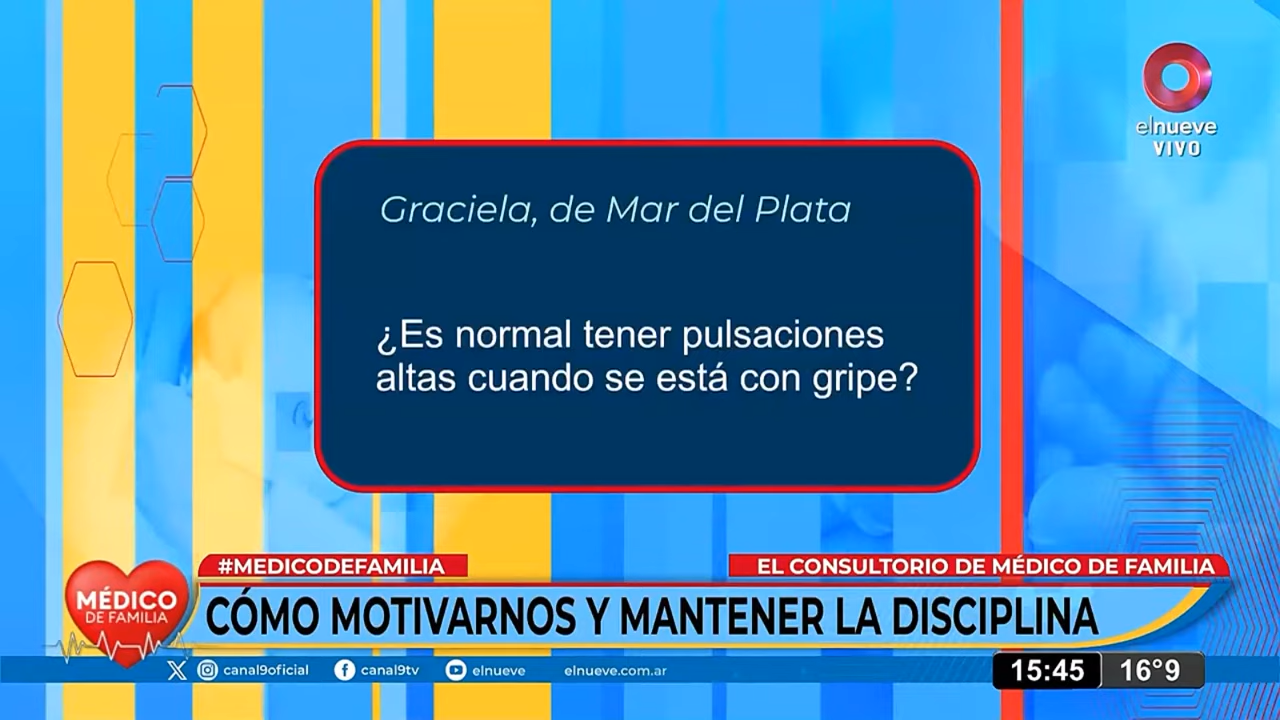 elnueve
VIVO
Graciela, de Mar del Plata
¿Es normal tener pulsaciones
altas cuando se está con gripe?
#MEDICODEFAMILIA
EL CONSULTORIO DE MÉDICO DE FAMILIA
MÉDICO
DE FAMILIA
CÓMO MOTIVARNOS Y MANTENER LA DISCIPLINA
canal9oficial
canal9tv
elnueve
elnueve.com.ar
15:45
16°9